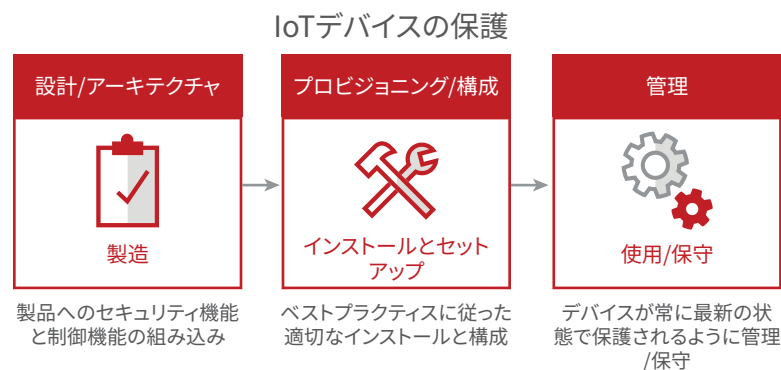 IoTデバイスの保護
設計/アーキテクチャ
製造
製品へのセキュリティ機能
と制御機能の組み込み
プロビジョニング/構成
インストールとセット
アップ
ベストプラクティスに従った
適切なインストールと構成
管理
使用/保守
デバイスが常に最新の状
態で保護されるように管理
/保守